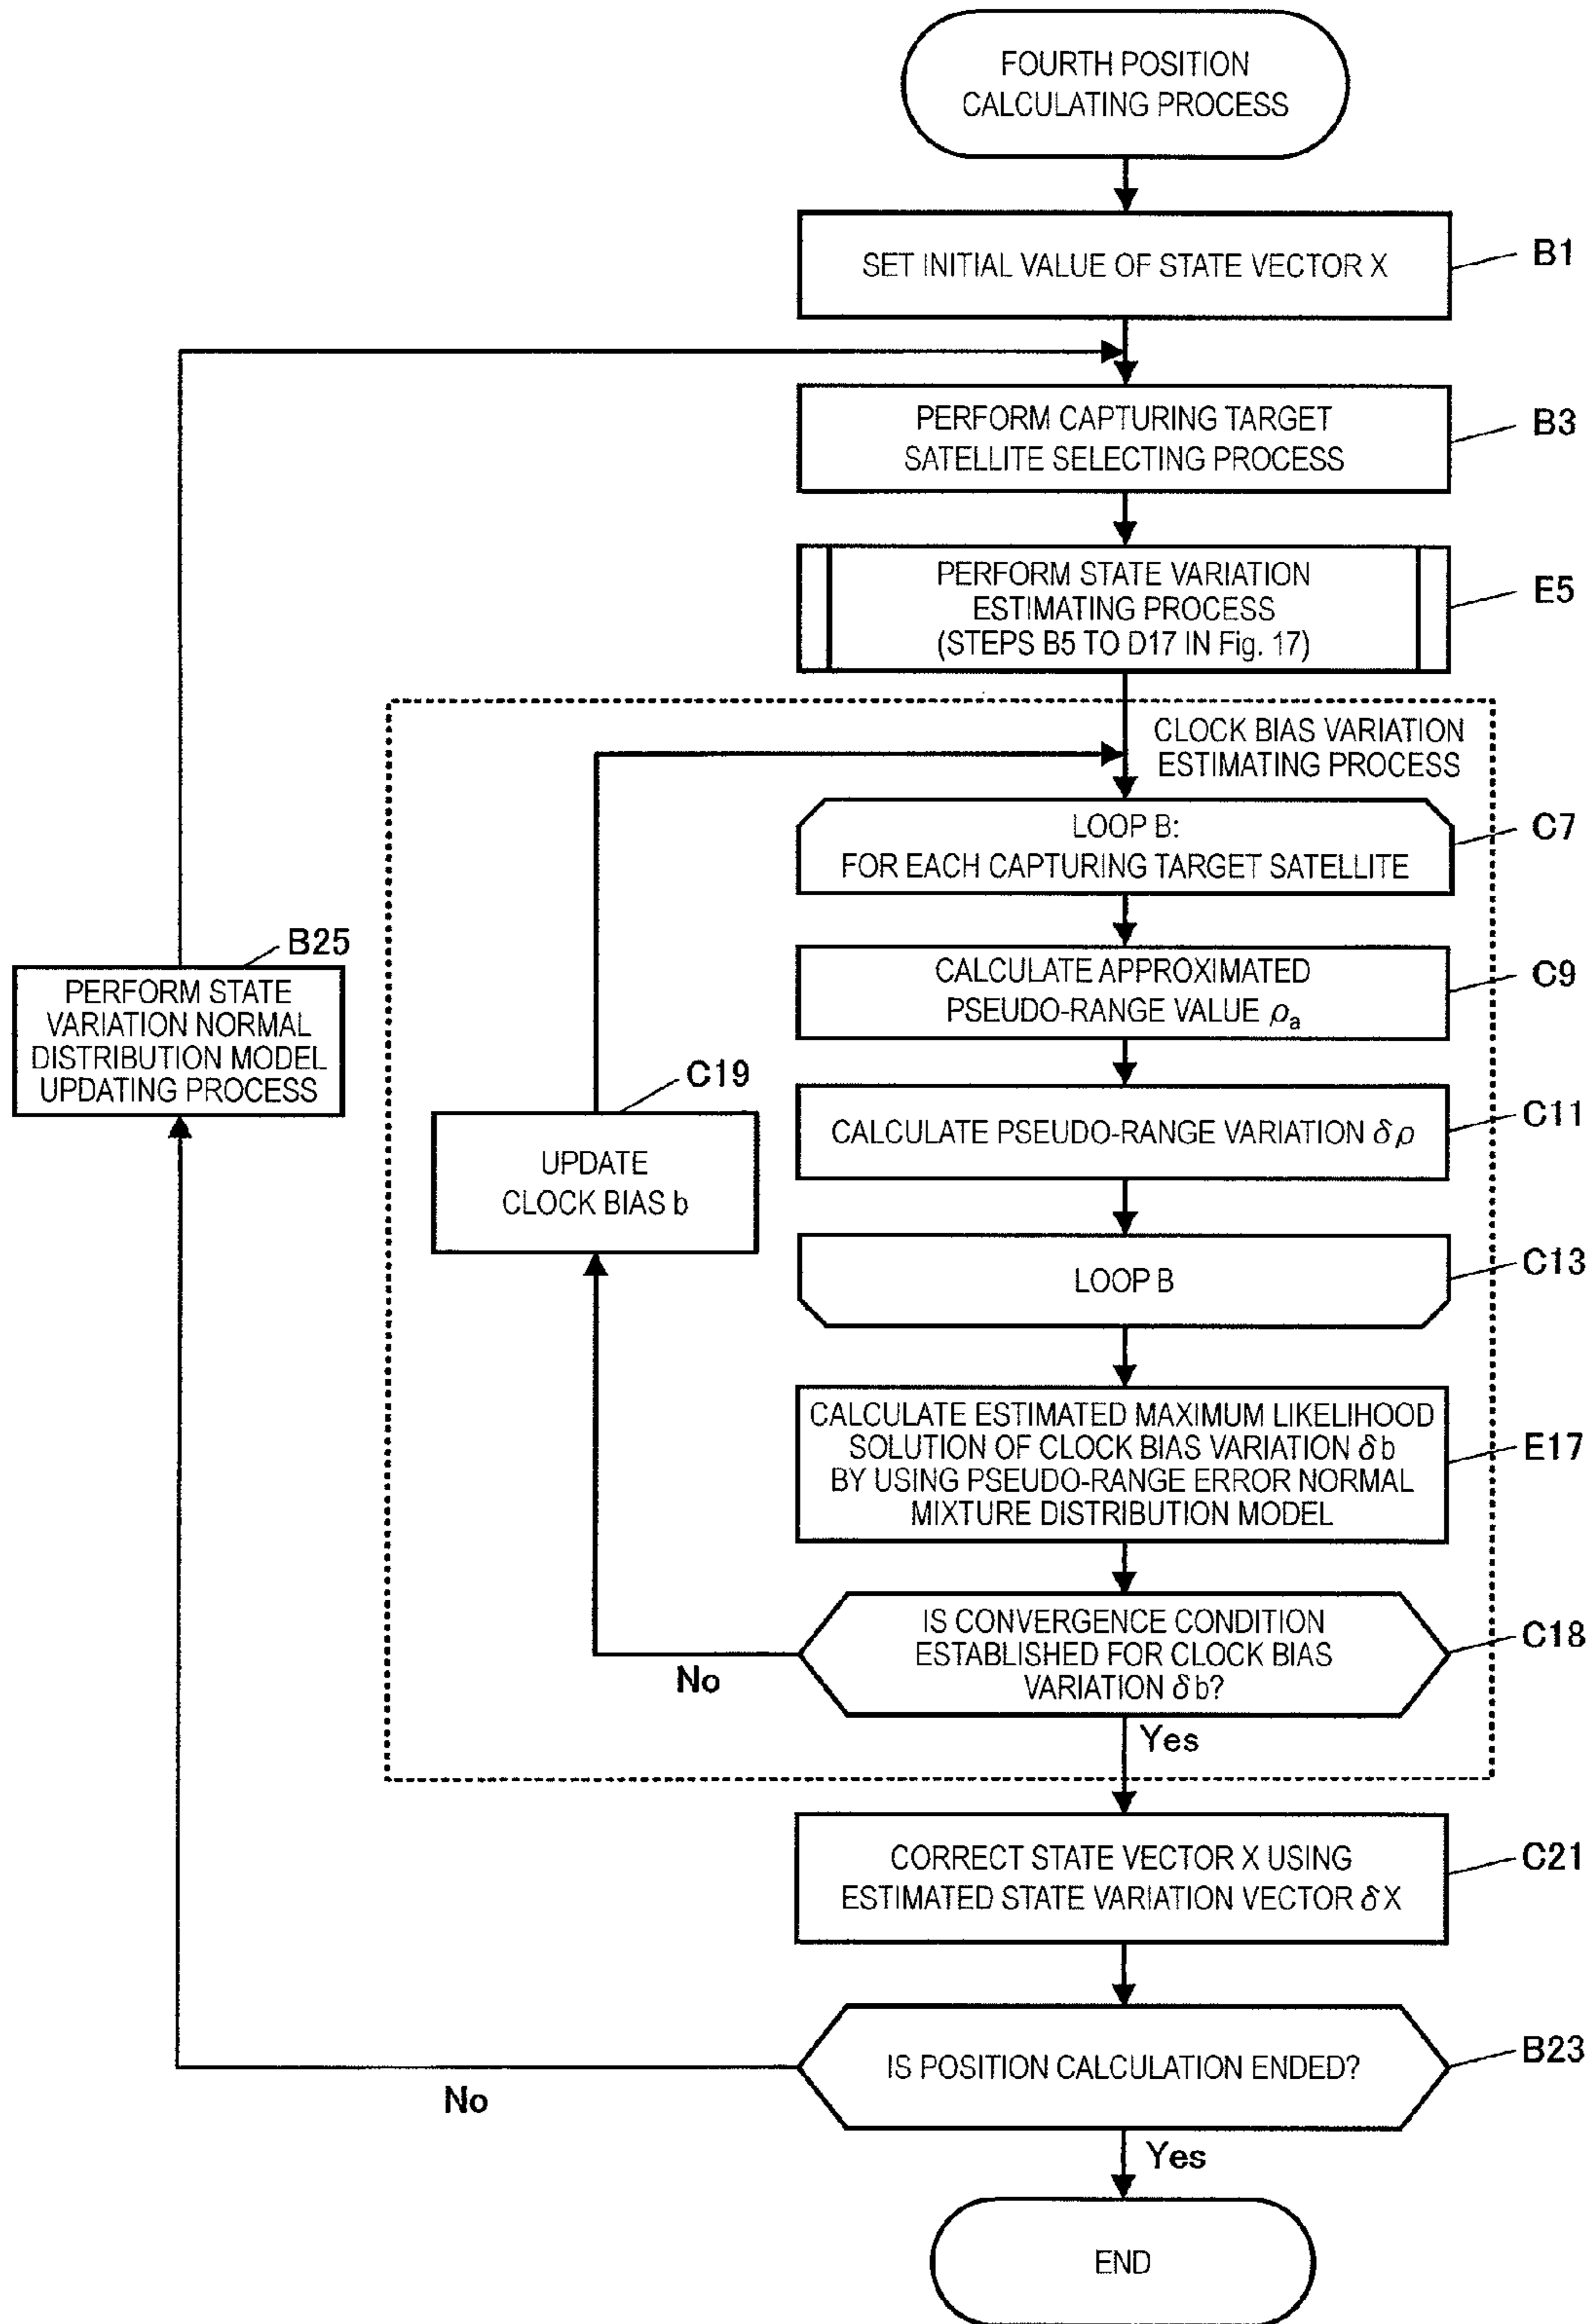 FOURTH POSITION
CALCULATING PROCESS
SET INITIAL VALUE OF STATE VECTOR X
B1
PERFORM CAPTURING TARGET
SATELLITE SELECTING PROCESS
B3
PERFORM STATE VARIATION
ESTIMATING PROCESS
(STEPS B5 TO D17 IN Fig. 17)
E5
CLOCK BIAS VARIATION
ESTIMATING PROCESS
LOOP B:
FOR EACH CAPTURING TARGET SATELLITE
C7
CALCULATE APPROXIMATED
PSEUDO-RANGE VALUE ρa
C9
CALCULATE PSEUDO-RANGE VARIATION δρ
C11
LOOP B
C13
CALCULATE ESTIMATED MAXIMUM LIKELIHOOD
SOLUTION OF CLOCK BIAS VARIATION δb
BY USING PSEUDO-RANGE ERROR NORMAL
MIXTURE DISTRIBUTION MODEL
E17
IS CONVERGENCE CONDITION
ESTABLISHED FOR CLOCK BIAS
VARIATION δb?
C18
No
Yes
C19
UPDATE
CLOCK BIAS b
B25
PERFORM STATE
VARIATION NORMAL
DISTRIBUTION MODEL
UPDATING PROCESS
CORRECT STATE VECTOR X USING
ESTIMATED STATE VARIATION VECTOR δX
C21
IS POSITION CALCULATION ENDED?
B23
No
Yes
END